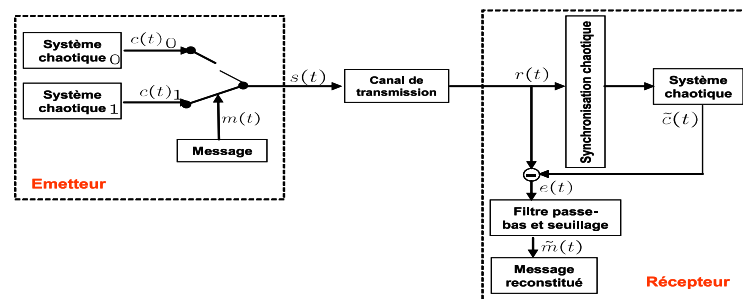 Système
chaotique 0
c(t)0
Système
chaotique 1
c(t)1
m(t)
Message
Emetteur
s(t)
Canal de
transmission
r(t)
Synchronisation chaotique
Système
chaotique
c̃(t)
e(t)
Filtre passe-
bas et seuillage
m̃(t)
Message
reconstitué
Récepteur